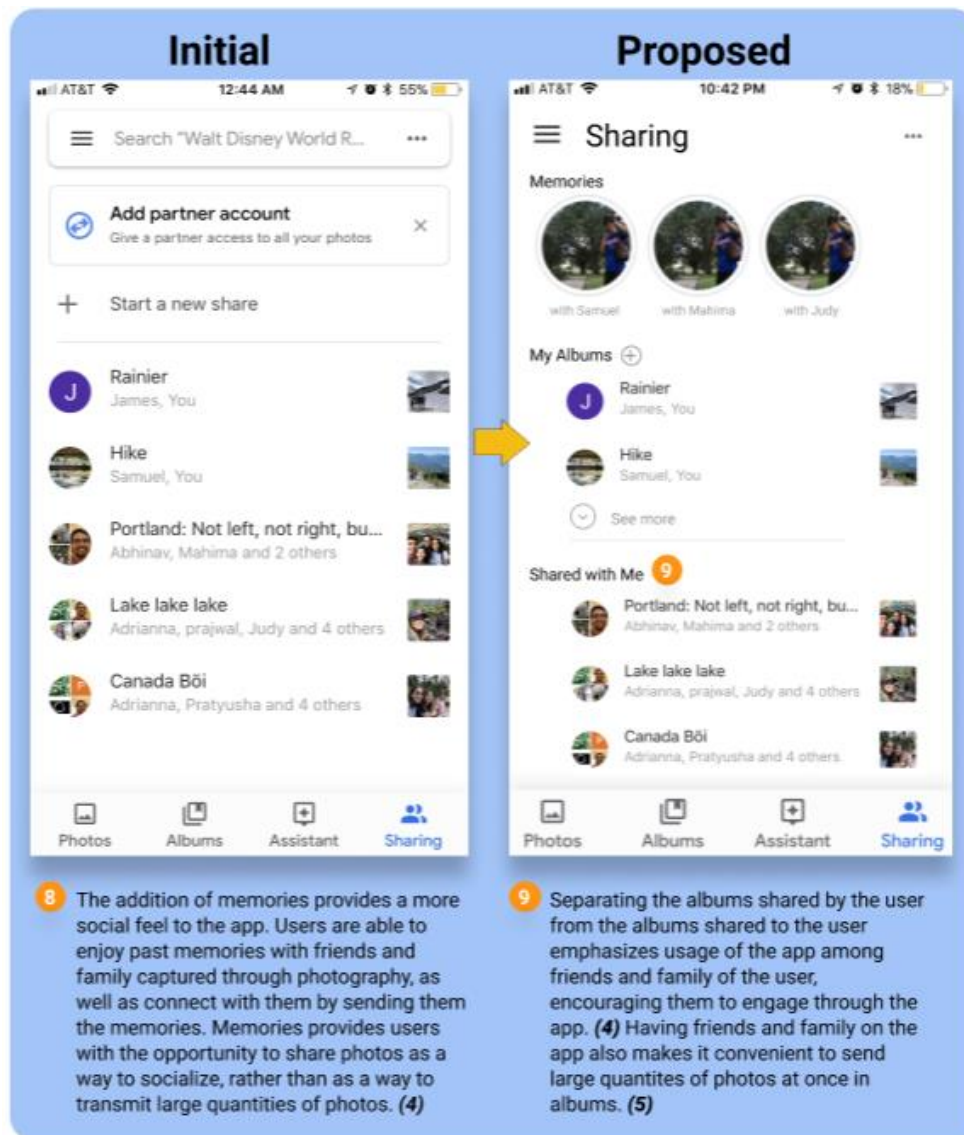 Initial
AT&T 12:44 AM 55%
Search "Walt Disney World R... •••
Add partner account
Give a partner access to all your photos
Start a new share
J
Rainier
James, You
Hike
Samuel, You
Portland: Not left, not right, bu...
Abhinav, Mahima and 2 others
Lake lake lake
Adrianna, prajwal, Judy and 4 others
P
Canada Böi
Adrianna, Pratyusha and 4 others
Photos Albums Assistant Sharing
8 The addition of memories provides a more
social feel to the app. Users are able to
enjoy past memories with friends and
family captured through photography, as
well as connect with them by sending them
the memories. Memories provides users
with the opportunity to share photos as a
way to socialize, rather than as a way to
transmit large quantities of photos. (4)
Proposed
AT&T 10:42 PM 18%
Sharing •••
Memories
with Samuel with Mahima with Judy
My Albums
J
Rainier
James, You
Hike
Samuel, You
See more
Shared with Me 9
Portland: Not left, not right, bu...
Abhinav, Mahima and 2 others
Lake lake lake
Adrianna, prajwal, Judy and 4 others
Canada Böi
Adrianna, Pratyusha and 4 others
Photos Albums Assistant Sharing
9 Separating the albums shared by the user
from the albums shared to the user
emphasizes usage of the app among
friends and family of the user,
encouraging them to engage through the
app. (4) Having friends and family on the
app also makes it convenient to send
large quantites of photos at once in
albums. (5)